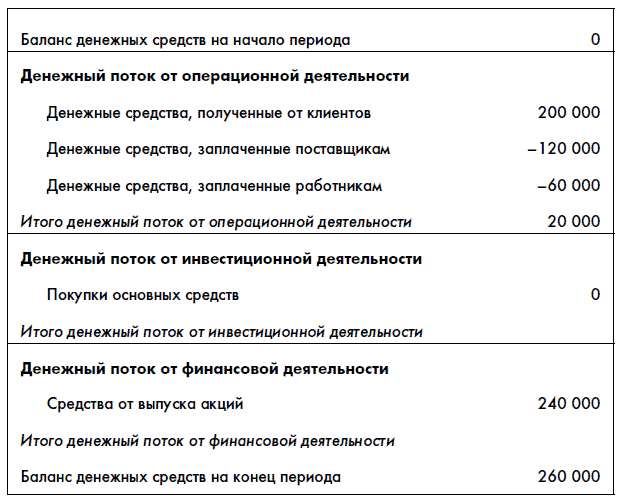 Баланс денежных средств на начало периода 0
Денежный поток от операционной деятельности
Денежные средства, полученные от клиентов 200 000
Денежные средства, заплаченные поставщикам –120 000
Денежные средства, заплаченные работникам –60 000
Итого денежный поток от операционной деятельности 20 000
Денежный поток от инвестиционной деятельности
Покупки основных средств 0
Итого денежный поток от инвестиционной деятельности
Денежный поток от финансовой деятельности
Средства от выпуска акций 240 000
Итого денежный поток от финансовой деятельности
Баланс денежных средств на конец периода 260 000